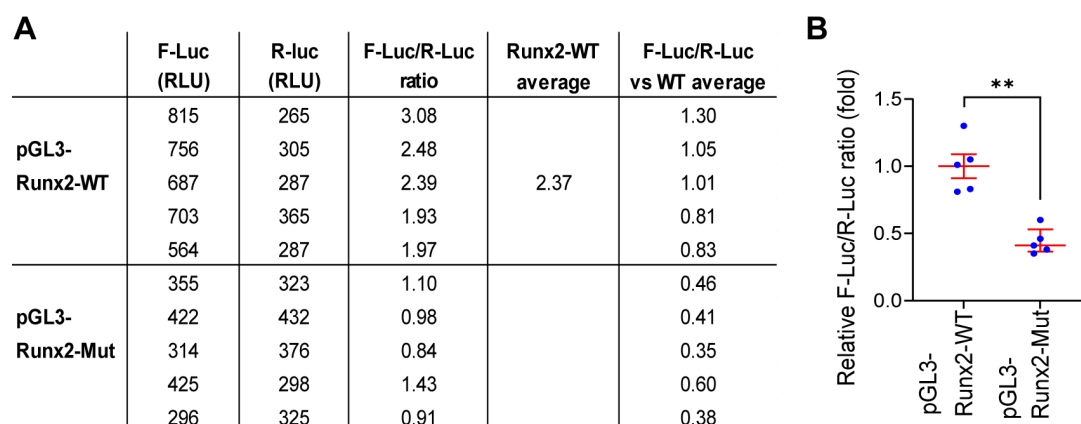 A
F-Luc R-luc F-Luc/R-Luc Runx2-WT F-Luc/R-Luc
(RLU) (RLU) ratio average vs WT average
815 265 3.08 1.30
pGL3- 756 305 2.48 1.05
Runx2-WT 687 287 2.39 2.37 1.01
703 365 1.93 0.81
564 287 1.97 0.83
355 323 1.10 0.46
pGL3- 422 432 0.98 0.41
Runx2-Mut 314 376 0.84 0.35
425 298 1.43 0.60
296 325 0.91 0.38
B
Relative F-Luc/R-Luc ratio (fold)
**
1.5
1.0
0.5
0.0
pGL3-
Runx2-WT
pGL3-
Runx2-Mut